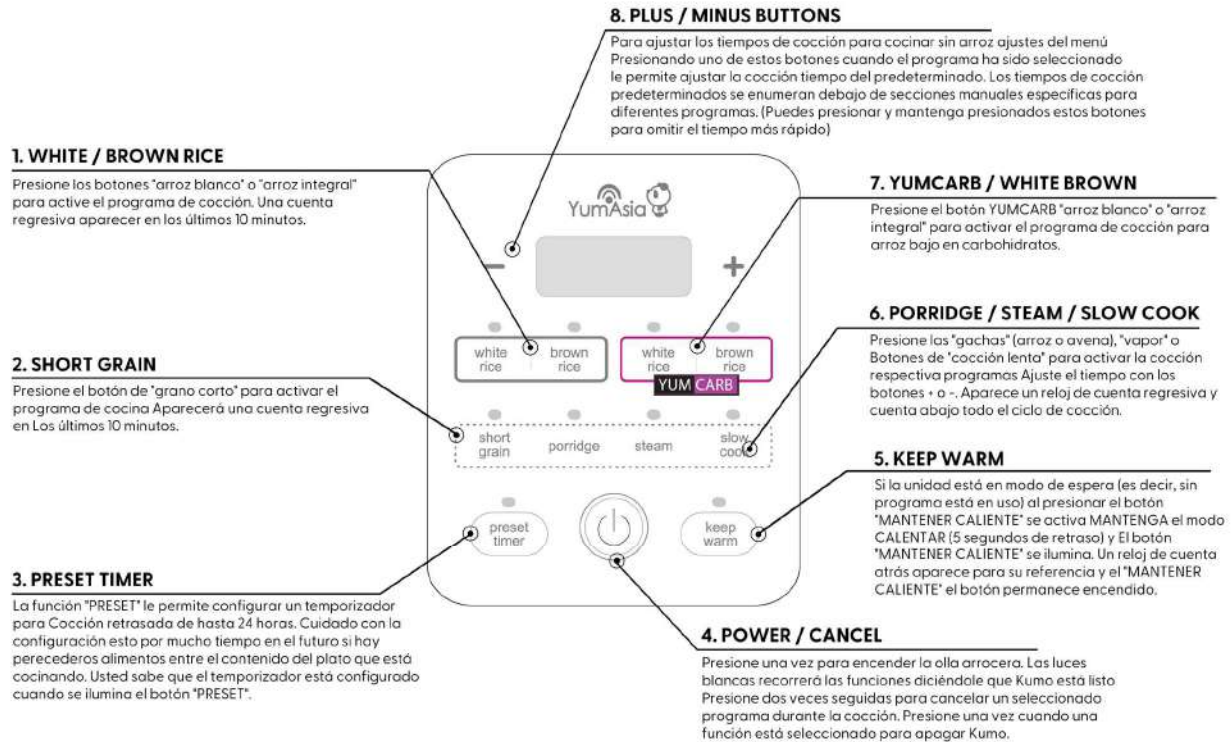 8. PLUS / MINUS BUTTONS
Para ajustar los tiempos de cocción para cocinar sin arroz ajustes del menú
Presionando uno de estos botones cuando el programa ha sido seleccionado
le permite ajustar la cocción tiempo del predeterminado. Los tiempos de cocción
predeterminados se enumeran debajo de secciones manuales específicas para
diferentes programas. (Puedes presionar y mantenga presionados estos botones
para omitir el tiempo más rápido)
1. WHITE / BROWN RICE
Presione los botones "arroz blanco" o "arroz integral"
para active el programa de cocción. Una cuenta
regresiva aparecer en los últimos 10 minutos.
2. SHORT GRAIN
Presione el botón de "grano corto" para activar el
programa de cocina Aparecerá una cuenta regresiva
en Los últimos 10 minutos.
3. PRESET TIMER
La función "PRESET" le permite configurar un temporizador
para Cocción retrasada de hasta 24 horas. Cuidado con la
configuración esto por mucho tiempo en el futuro si hay
perecederos alimentos entre el contenido del plato que está
cocinando. Usted sabe que el temporizador está configurado
cuando se ilumina el botón "PRESET".
YumAsia
–
+
white
rice
brown
rice
white
rice
brown
rice
YUM CARB
short
grain
porridge
steam
slow
cook
preset
timer
keep
warm
7. YUMCARB / WHITE BROWN
Presione el botón YUMCARB "arroz blanco" o "arroz
integral" para activar el programa de cocción para
arroz bajo en carbohidratos.
6. PORRIDGE / STEAM / SLOW COOK
Presione las "gachas" (arroz o avena), "vapor" o
Botones de "cocción lenta" para activar la cocción
respectiva programas Ajuste el tiempo con los
botones + o -. Aparece un reloj de cuenta regresiva y
cuenta abajo todo el ciclo de cocción.
5. KEEP WARM
Si la unidad está en modo de espera (es decir, sin
programa está en uso) al presionar el botón
"MANTENER CALIENTE" se activa MANTENGA el modo
CALENTAR (5 segundos de retraso) y El botón
"MANTENER CALIENTE" se ilumina. Un reloj de cuenta
atrás aparece para su referencia y el "MANTENER
CALIENTE" el botón permanece encendido.
4. POWER / CANCEL
Presione una vez para encender la olla arrocera. Las luces
blancas recorrerá las funciones diciéndole que Kumo está listo
Presione dos veces seguidas para cancelar un seleccionado
programa durante la cocción. Presione una vez cuando una
función está seleccionado para apagar Kumo.